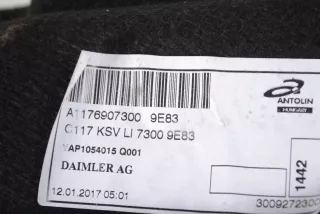 ANTOLIN
HUNGARY
A1176907300 9E83
C117 KSV LI 7300 9E83
YAP1054015 Q001
DAIMLER AG
12.01.2017 05:01
1442
3009272300